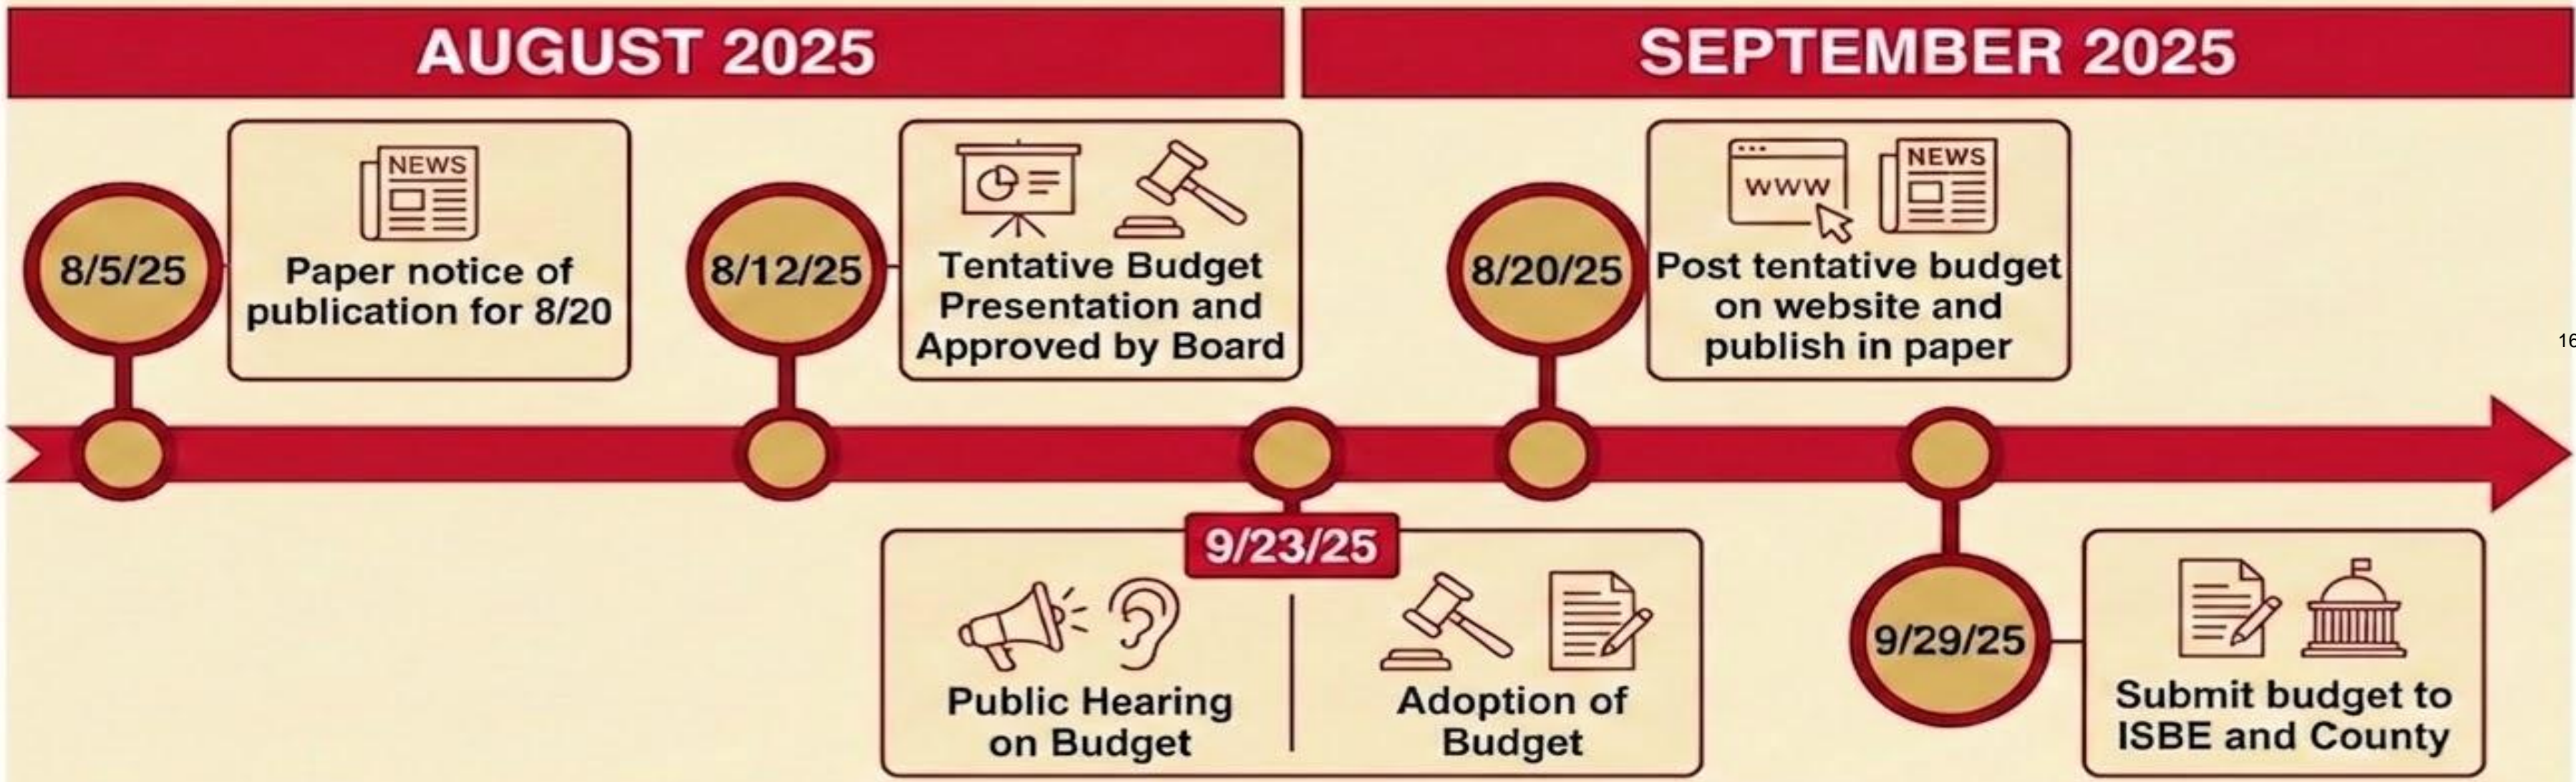 AUGUST 2025
SEPTEMBER 2025
8/5/25
NEWS
Paper notice of
publication for 8/20
8/12/25
Tentative Budget
Presentation and
Approved by Board
8/20/25
www
NEWS
Post tentative budget
on website and
publish in paper
16
9/23/25
Public Hearing
on Budget
Adoption of
Budget
9/29/25
Submit budget to
ISBE and County